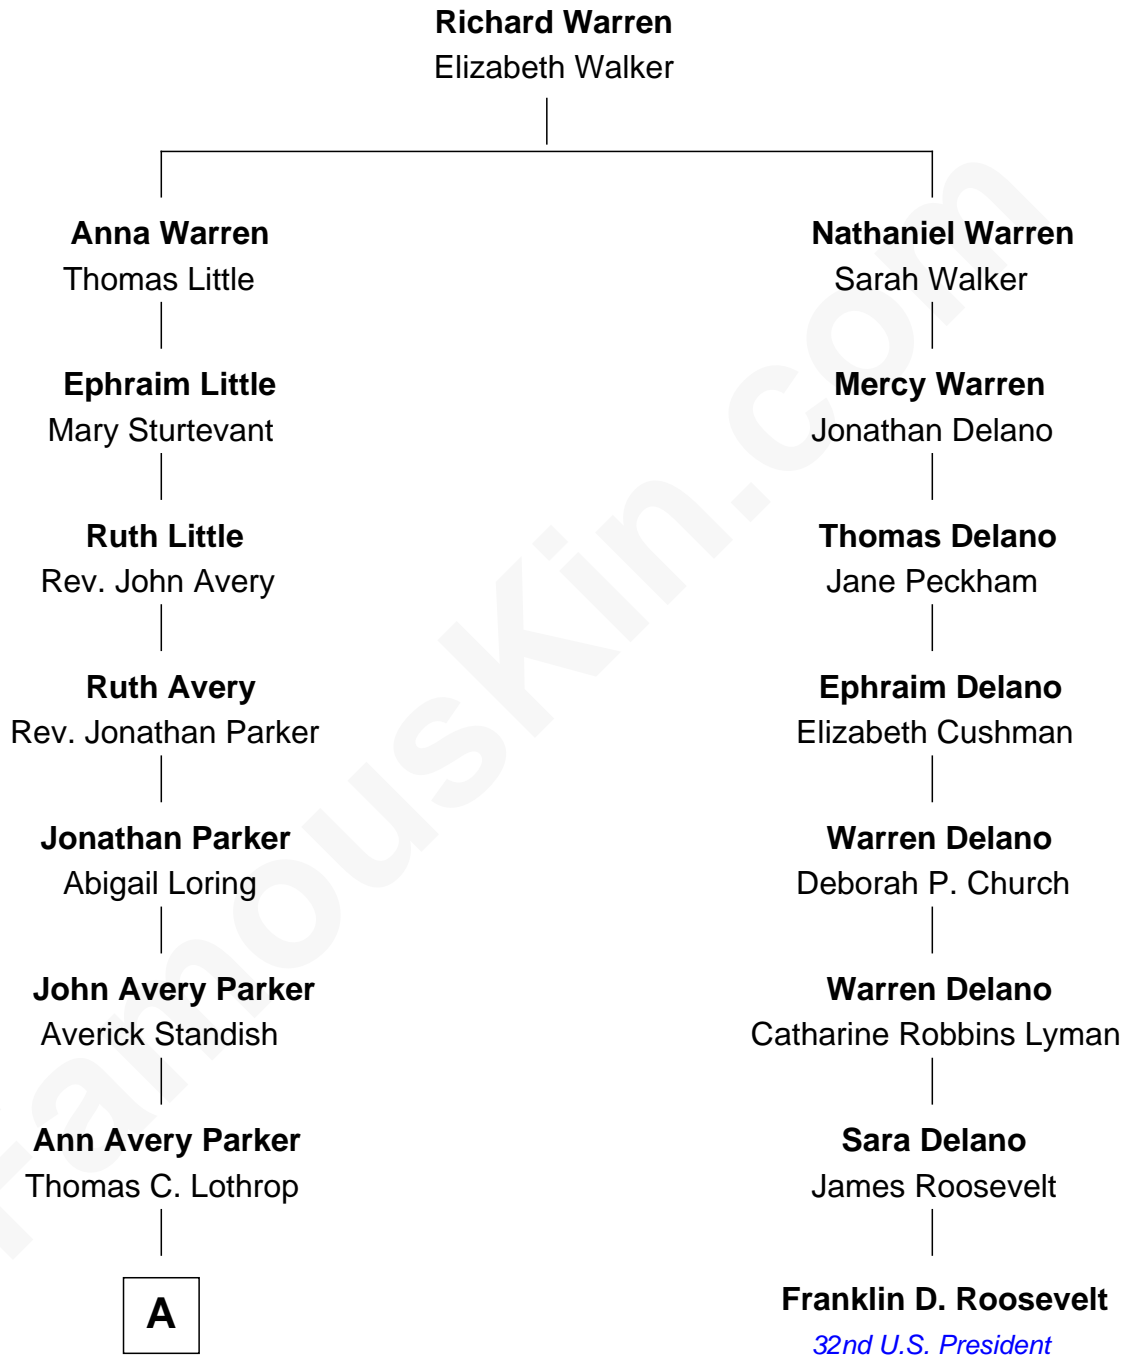 Richard Warren
Elizabeth Walker
Anna Warren
Thomas Little
Nathaniel Warren
Sarah Walker
Ephraim Little
Mary Sturtevant
Mercy Warren
Jonathan Delano
Ruth Little
Rev. John Avery
Thomas Delano
Jane Peckham
Ruth Avery
Rev. Jonathan Parker
Ephraim Delano
Elizabeth Cushman
Jonathan Parker
Abigail Loring
Warren Delano
Deborah P. Church
John Avery Parker
Averick Standish
Warren Delano
Catharine Robbins Lyman
Ann Avery Parker
Thomas C. Lothrop
Sara Delano
James Roosevelt
A
Franklin D. Roosevelt
32nd U.S. President
FamousKin.com